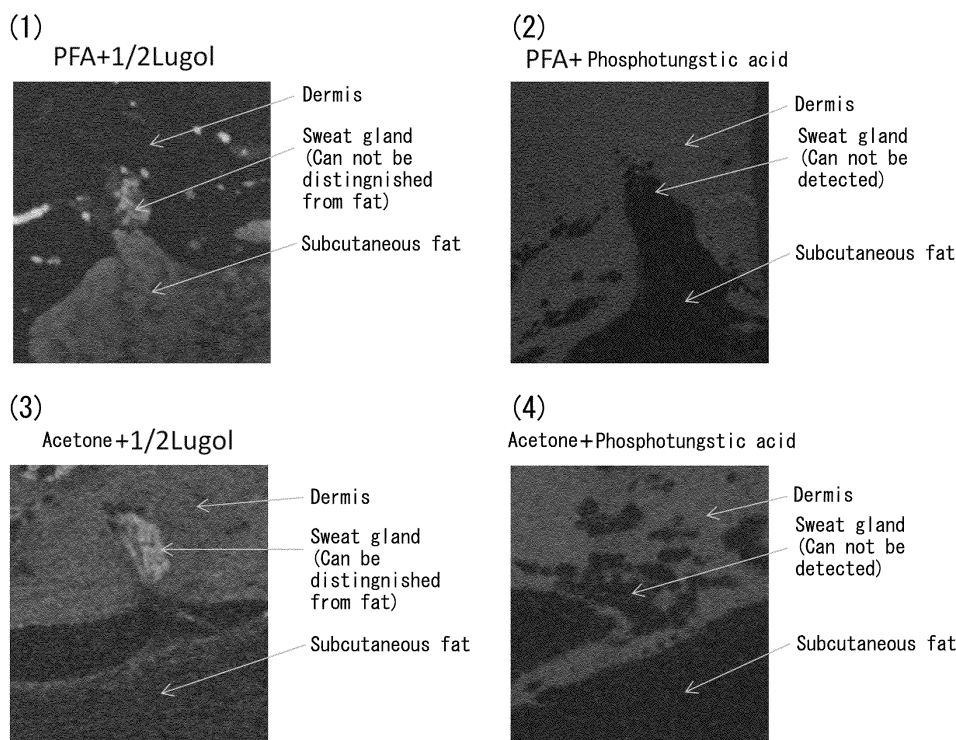 (1)
PFA+1/2Lugol
Dermis
Sweat gland
(Can not be
distingnished
from fat)
Subcutaneous fat
(2)
PFA+ Phosphotungstic acid
Dermis
Sweat gland
(Can not be
detected)
Subcutaneous fat
(3)
Acetone+1/2Lugol
Dermis
Sweat gland
(Can be
distingnished
from fat)
Subcutaneous fat
(4)
Acetone+Phosphotungstic acid
Dermis
Sweat gland
(Can not be
detected)
Subcutaneous fat